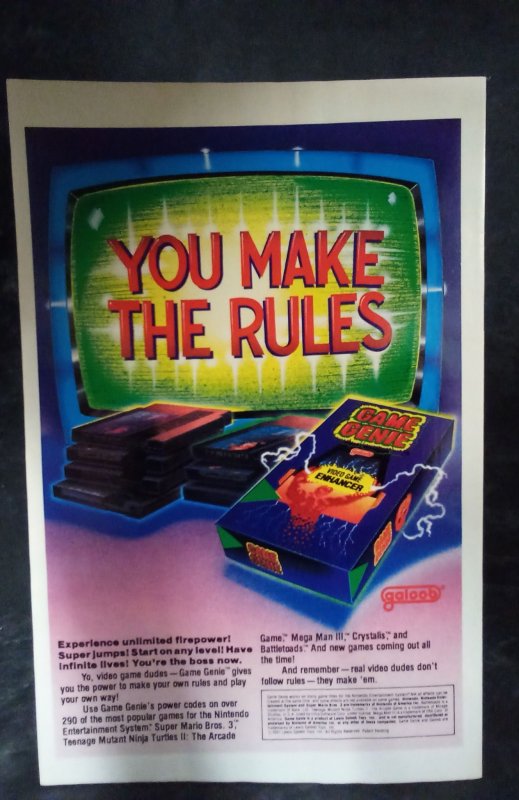 YOU MAKE
THE RULES
GAME
GENIE
VIDEO GAME
ENHANCER
GAME
GENIE
galoob®
Experience unlimited firepower!
Super jumps! Start on any level! Have
infinite lives! You're the boss now.
Yo, video game dudes — Game Genie™ gives
you the power to make your own rules and play
your own way!
Use Game Genie's power codes on over
290 of the most popular games for the Nintendo
Entertainment System®. Super Mario Bros. 3,™
Teenage Mutant Ninja Turtles II: The Arcade
Game,™ Mega Man III,™ Crystalis,™ and
Battletoads.™ And new games coming out all
the time!
And remember — real video dudes don't
follow rules — they make 'em.